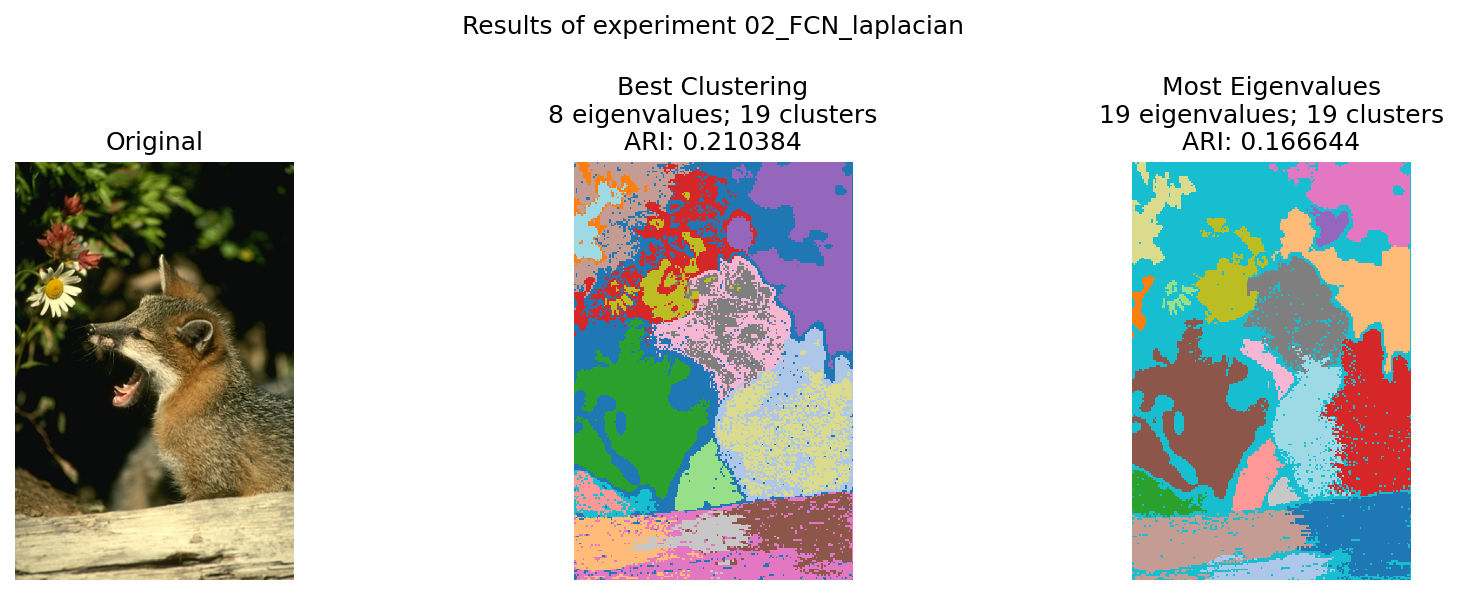 Results of experiment 02_FCN_laplacian
Original
Best Clustering
8 eigenvalues; 19 clusters
ARI: 0.210384
Most Eigenvalues
19 eigenvalues; 19 clusters
ARI: 0.166644